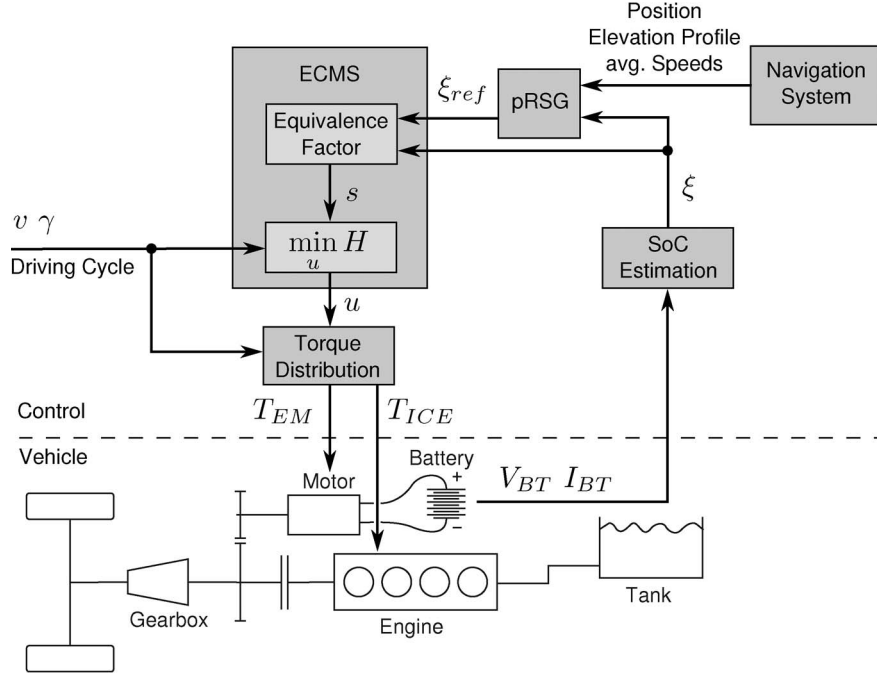 Position
Elevation Profile
avg. Speeds
Navigation
System
ECMS
ξ_ref
pRSG
Equivalence
Factor
s
ξ
v γ
Driving Cycle
min H
u
SoC
Estimation
u
Torque
Distribution
T_EM
T_ICE
Control
Vehicle
Motor
Battery
+
−
V_BT I_BT
Gearbox
Engine
Tank